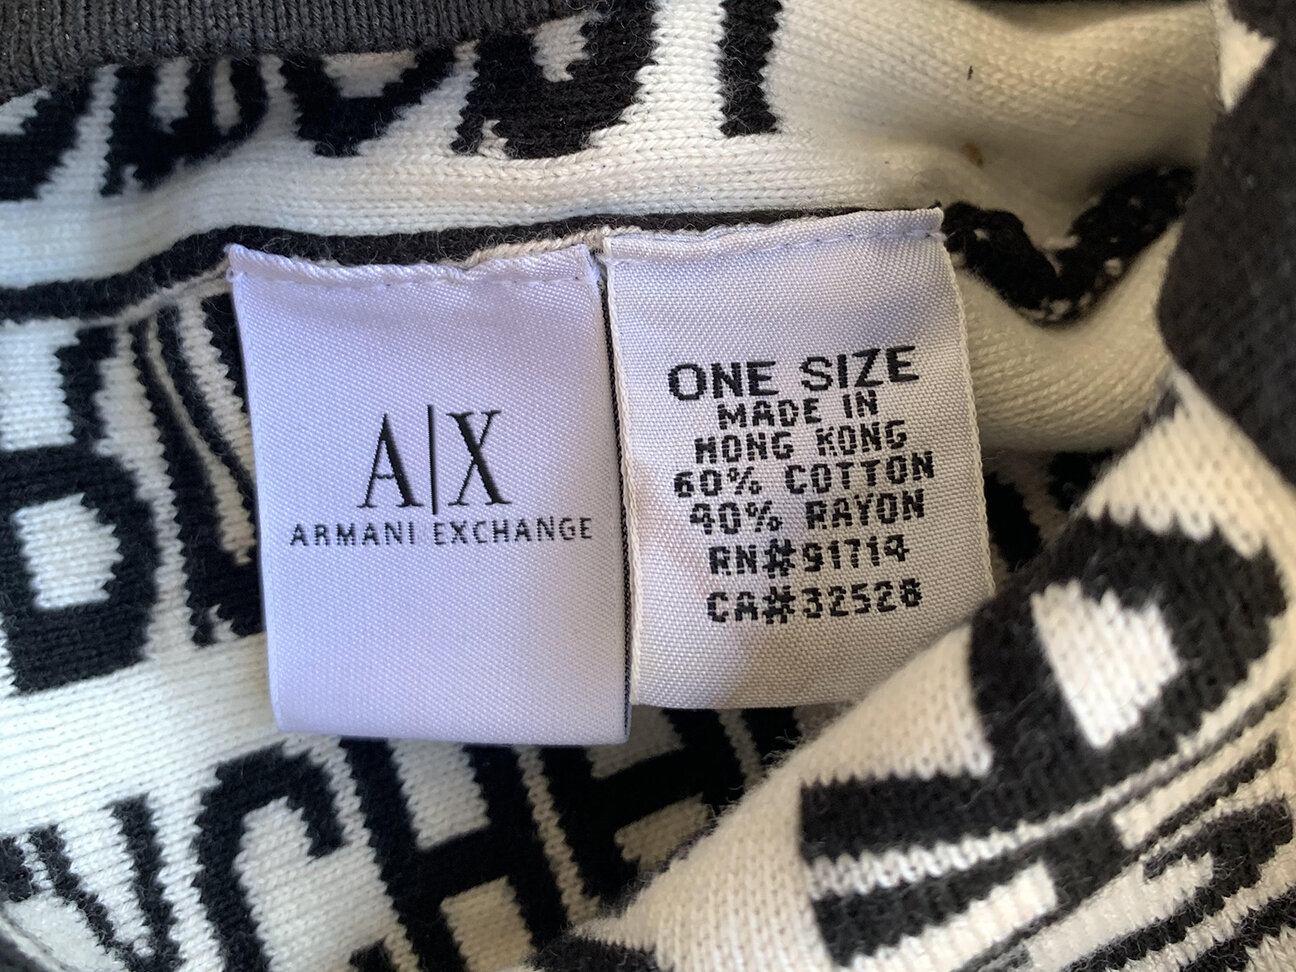 A|X
ARMANI EXCHANGE
ONE SIZE
MADE IN
HONG KONG
60% COTTON
40% RAYON
RN#91714
CA#32528